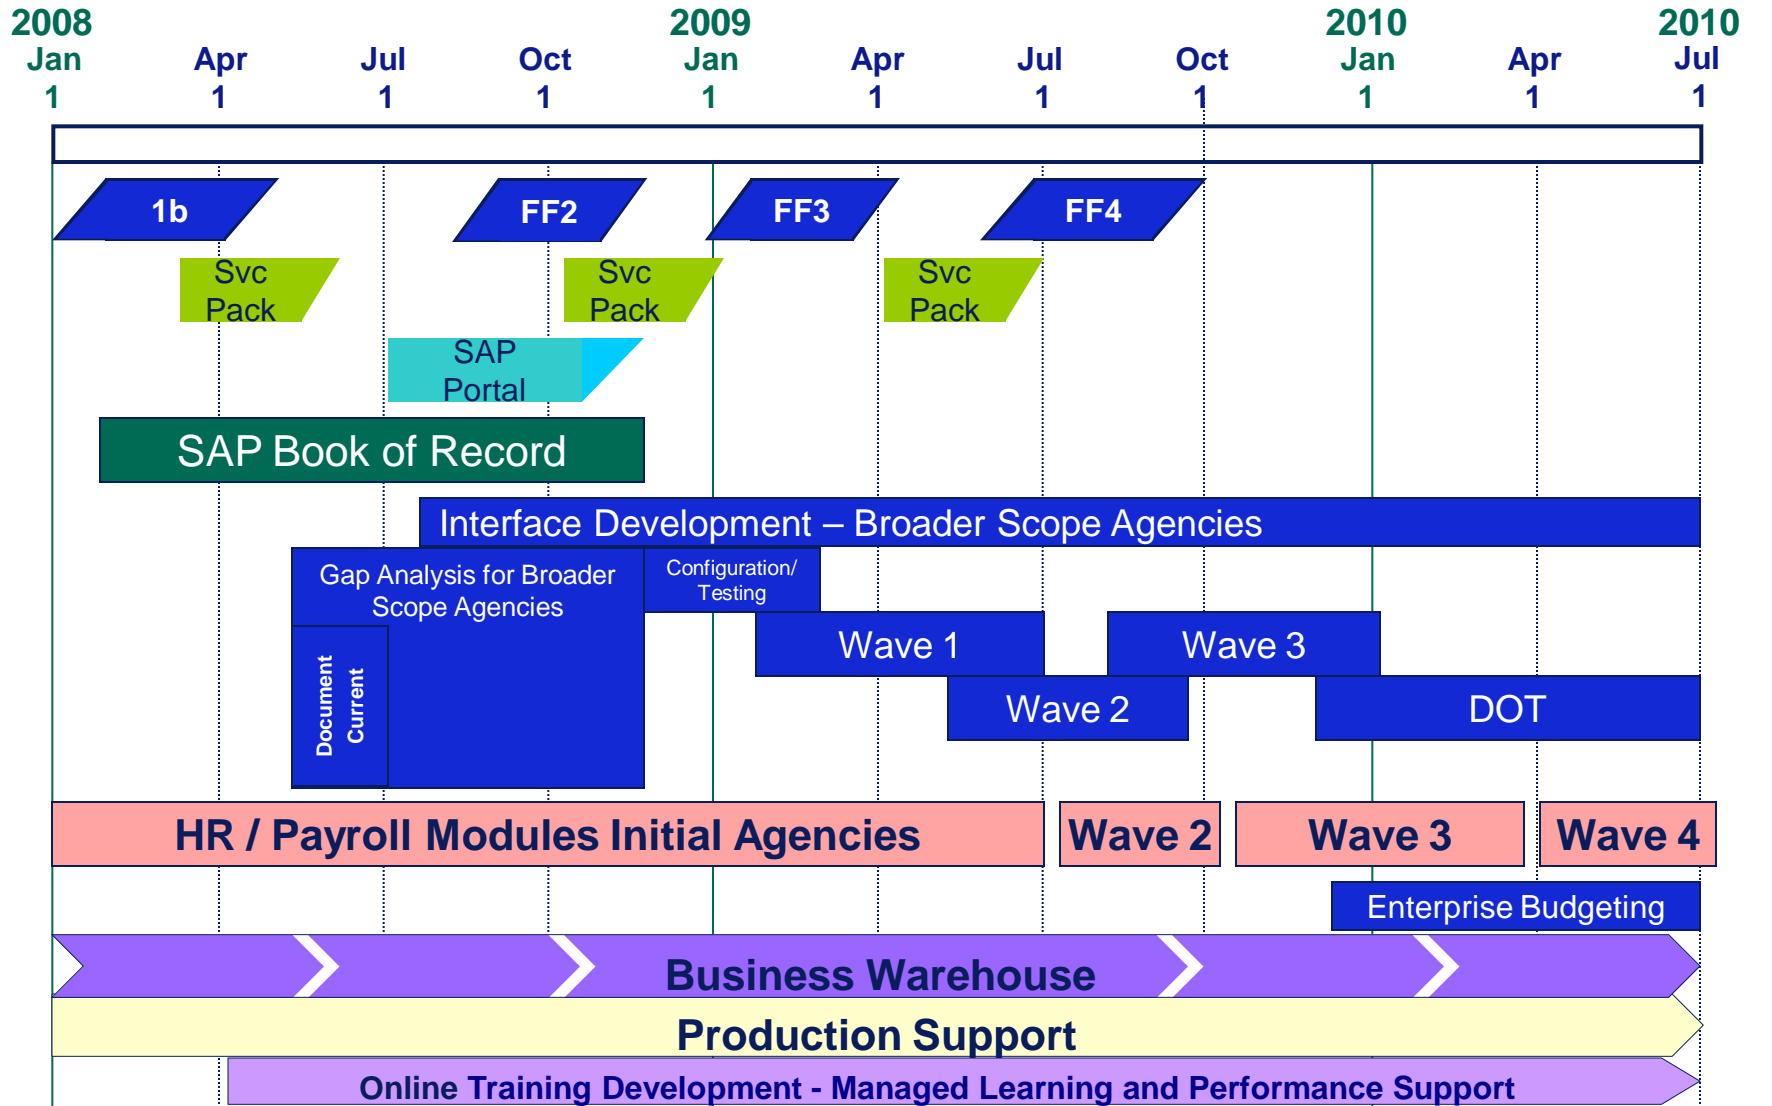 2008 2009 2010 2010
Jan Apr Jul Oct Jan Apr Jul Oct Jan Apr Jul
1 1 1 1 1 1 1 1 1 1 1
1b FF2 FF3 FF4
Svc Svc Svc
Pack Pack Pack
SAP
Portal
SAP Book of Record
Interface Development – Broader Scope Agencies
Gap Analysis for Broader
Scope Agencies
Configuration/
Testing
Document
Current
Wave 1 Wave 3
Wave 2 DOT
HR / Payroll Modules Initial Agencies Wave 2 Wave 3 Wave 4
Enterprise Budgeting
Business Warehouse
Production Support
Online Training Development - Managed Learning and Performance Support